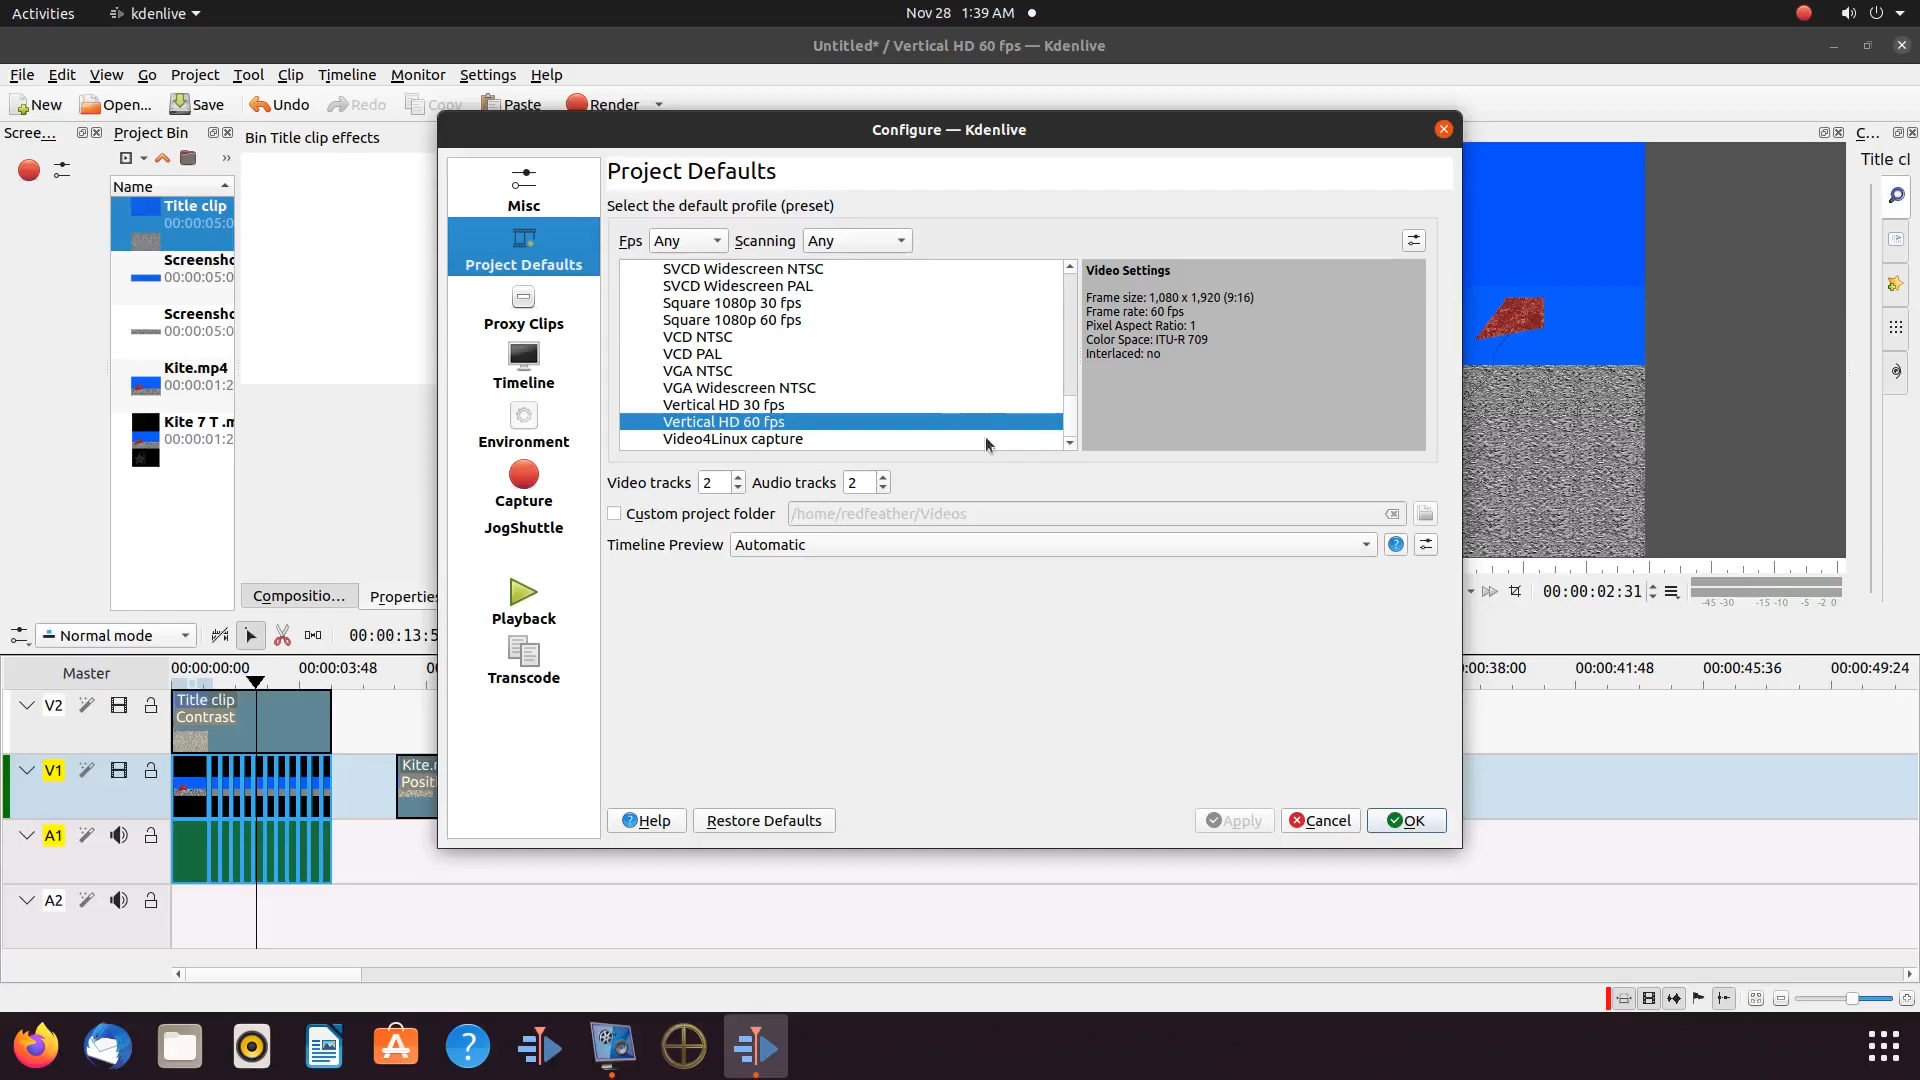 Activities
kdenlive
Nov 28 1:39 AM
Untitled* / Vertical HD 60 fps — Kdenlive
File Edit View Go Project Tool Clip Timeline Monitor Settings Help
New Open... Save Undo Redo Copy Paste Render
Scree...
Project Bin
Bin Title clip effects
Name
Title clip
00:00:05:0
Screensho
00:00:05:0
Screensho
00:00:05:0
Kite.mp4
00:00:01:2
Kite 7 T .m
00:00:01:2
Compositio...
Properties
Configure — Kdenlive
Misc
Project Defaults
Proxy Clips
Timeline
Environment
Capture
JogShuttle
Playback
Transcode
Project Defaults
Select the default profile (preset)
Fps Any Scanning Any
SVCD Widescreen NTSC
SVCD Widescreen PAL
Square 1080p 30 fps
Square 1080p 60 fps
VCD NTSC
VCD PAL
VGA NTSC
VGA Widescreen NTSC
Vertical HD 30 fps
Vertical HD 60 fps
Video4Linux capture
Video Settings
Frame size: 1,080 x 1,920 (9:16)
Frame rate: 60 fps
Pixel Aspect Ratio: 1
Color Space: ITU-R 709
Interlaced: no
Video tracks 2 Audio tracks 2
Custom project folder /home/redfeather/Videos
Timeline Preview Automatic
Help Restore Defaults Apply Cancel OK
C...
Title cl
00:00:02:31
-45 -30 -15 -10 -5 -2 0
Normal mode
00:00:13:5
Master
00:00:00:00 00:00:03:48
:00:38:00 00:00:41:48 00:00:45:36 00:00:49:24
V2
Title clip
Contrast
V1
Kite.r
Positi
A1
A2